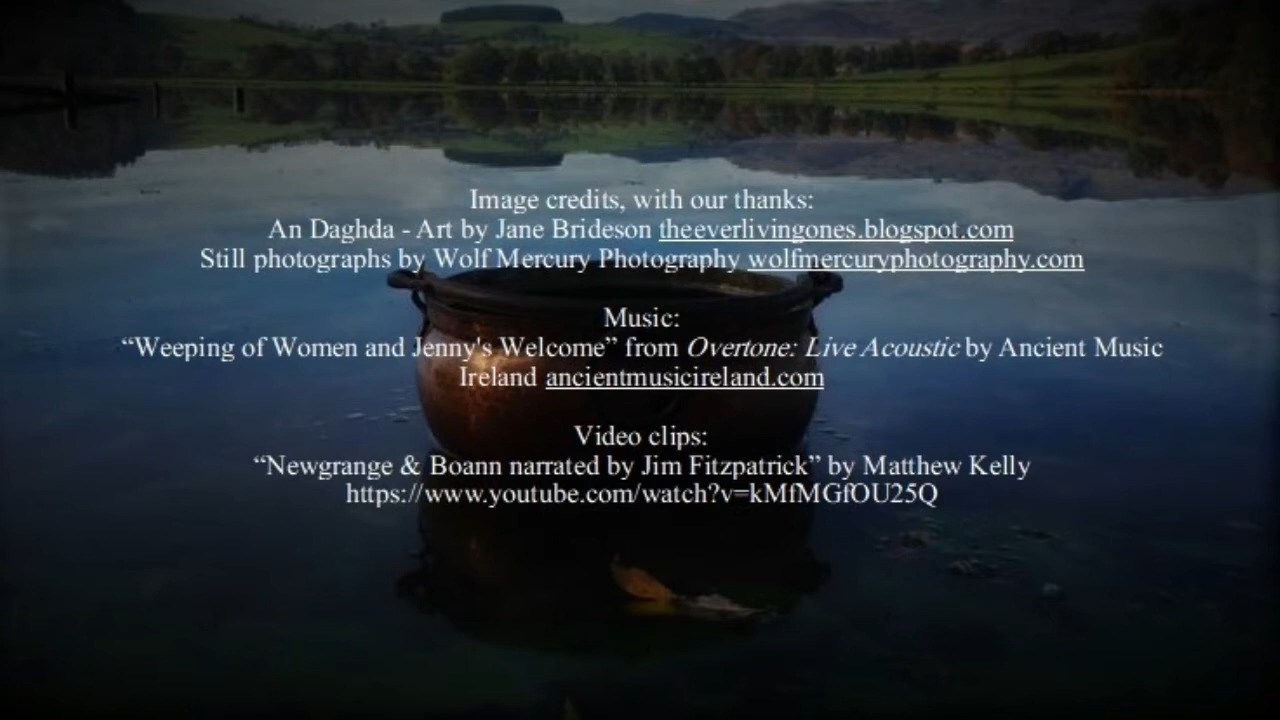 Image credits, with our thanks:
An Daghda - Art by Jane Brideson theeverlivingones.blogspot.com
Still photographs by Wolf Mercury Photography wolfmercuryphotography.com
Music:
“Weeping of Women and Jenny's Welcome” from Overtone: Live Acoustic by Ancient Music
Ireland ancientmusicireland.com
Video clips:
“Newgrange & Boann narrated by Jim Fitzpatrick” by Matthew Kelly
https://www.youtube.com/watch?v=kMfMGfOU25Q